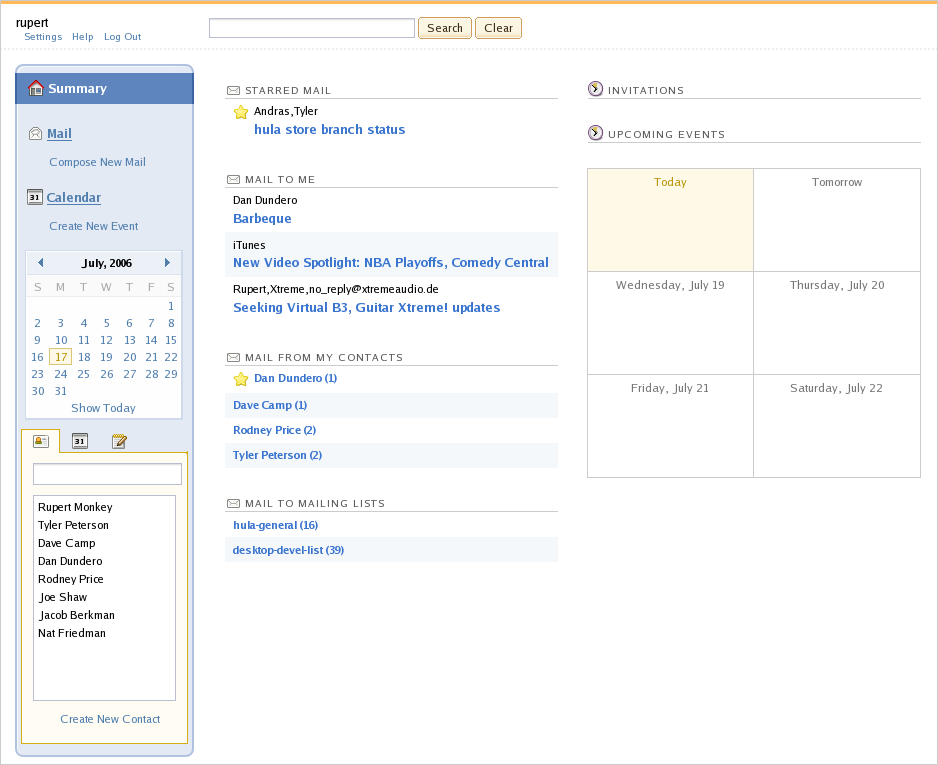 rupert
Settings Help Log Out
Search Clear
Summary
Mail
Compose New Mail
31 Calendar
Create New Event
July, 2006
S M T W T F S
1
2 3 4 5 6 7 8
9 10 11 12 13 14 15
16 17 18 19 20 21 22
23 24 25 26 27 28 29
30 31
Show Today
31
Rupert Monkey
Tyler Peterson
Dave Camp
Dan Dundero
Rodney Price
Joe Shaw
Jacob Berkman
Nat Friedman
Create New Contact
STARRED MAIL
Andras,Tyler
hula store branch status
MAIL TO ME
Dan Dundero
Barbeque
iTunes
New Video Spotlight: NBA Playoffs, Comedy Central
Rupert,Xtreme,no_reply@xtremeaudio.de
Seeking Virtual B3, Guitar Xtreme! updates
MAIL FROM MY CONTACTS
Dan Dundero (1)
Dave Camp (1)
Rodney Price (2)
Tyler Peterson (2)
MAIL TO MAILING LISTS
hula-general (16)
desktop-devel-list (39)
INVITATIONS
UPCOMING EVENTS
Today Tomorrow
Wednesday, July 19 Thursday, July 20
Friday, July 21 Saturday, July 22